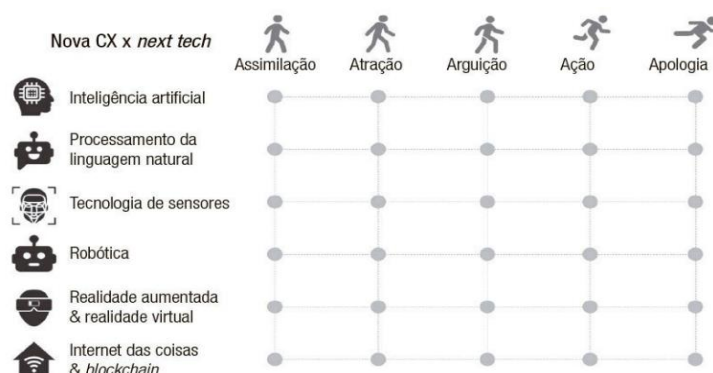 Nova CX x next tech
Assimilação Atração Arguição Ação Apologia
Inteligência artificial
Processamento da
linguagem natural
Tecnologia de sensores
Robótica
Realidade aumentada
& realidade virtual
Internet das coisas
& blockchain